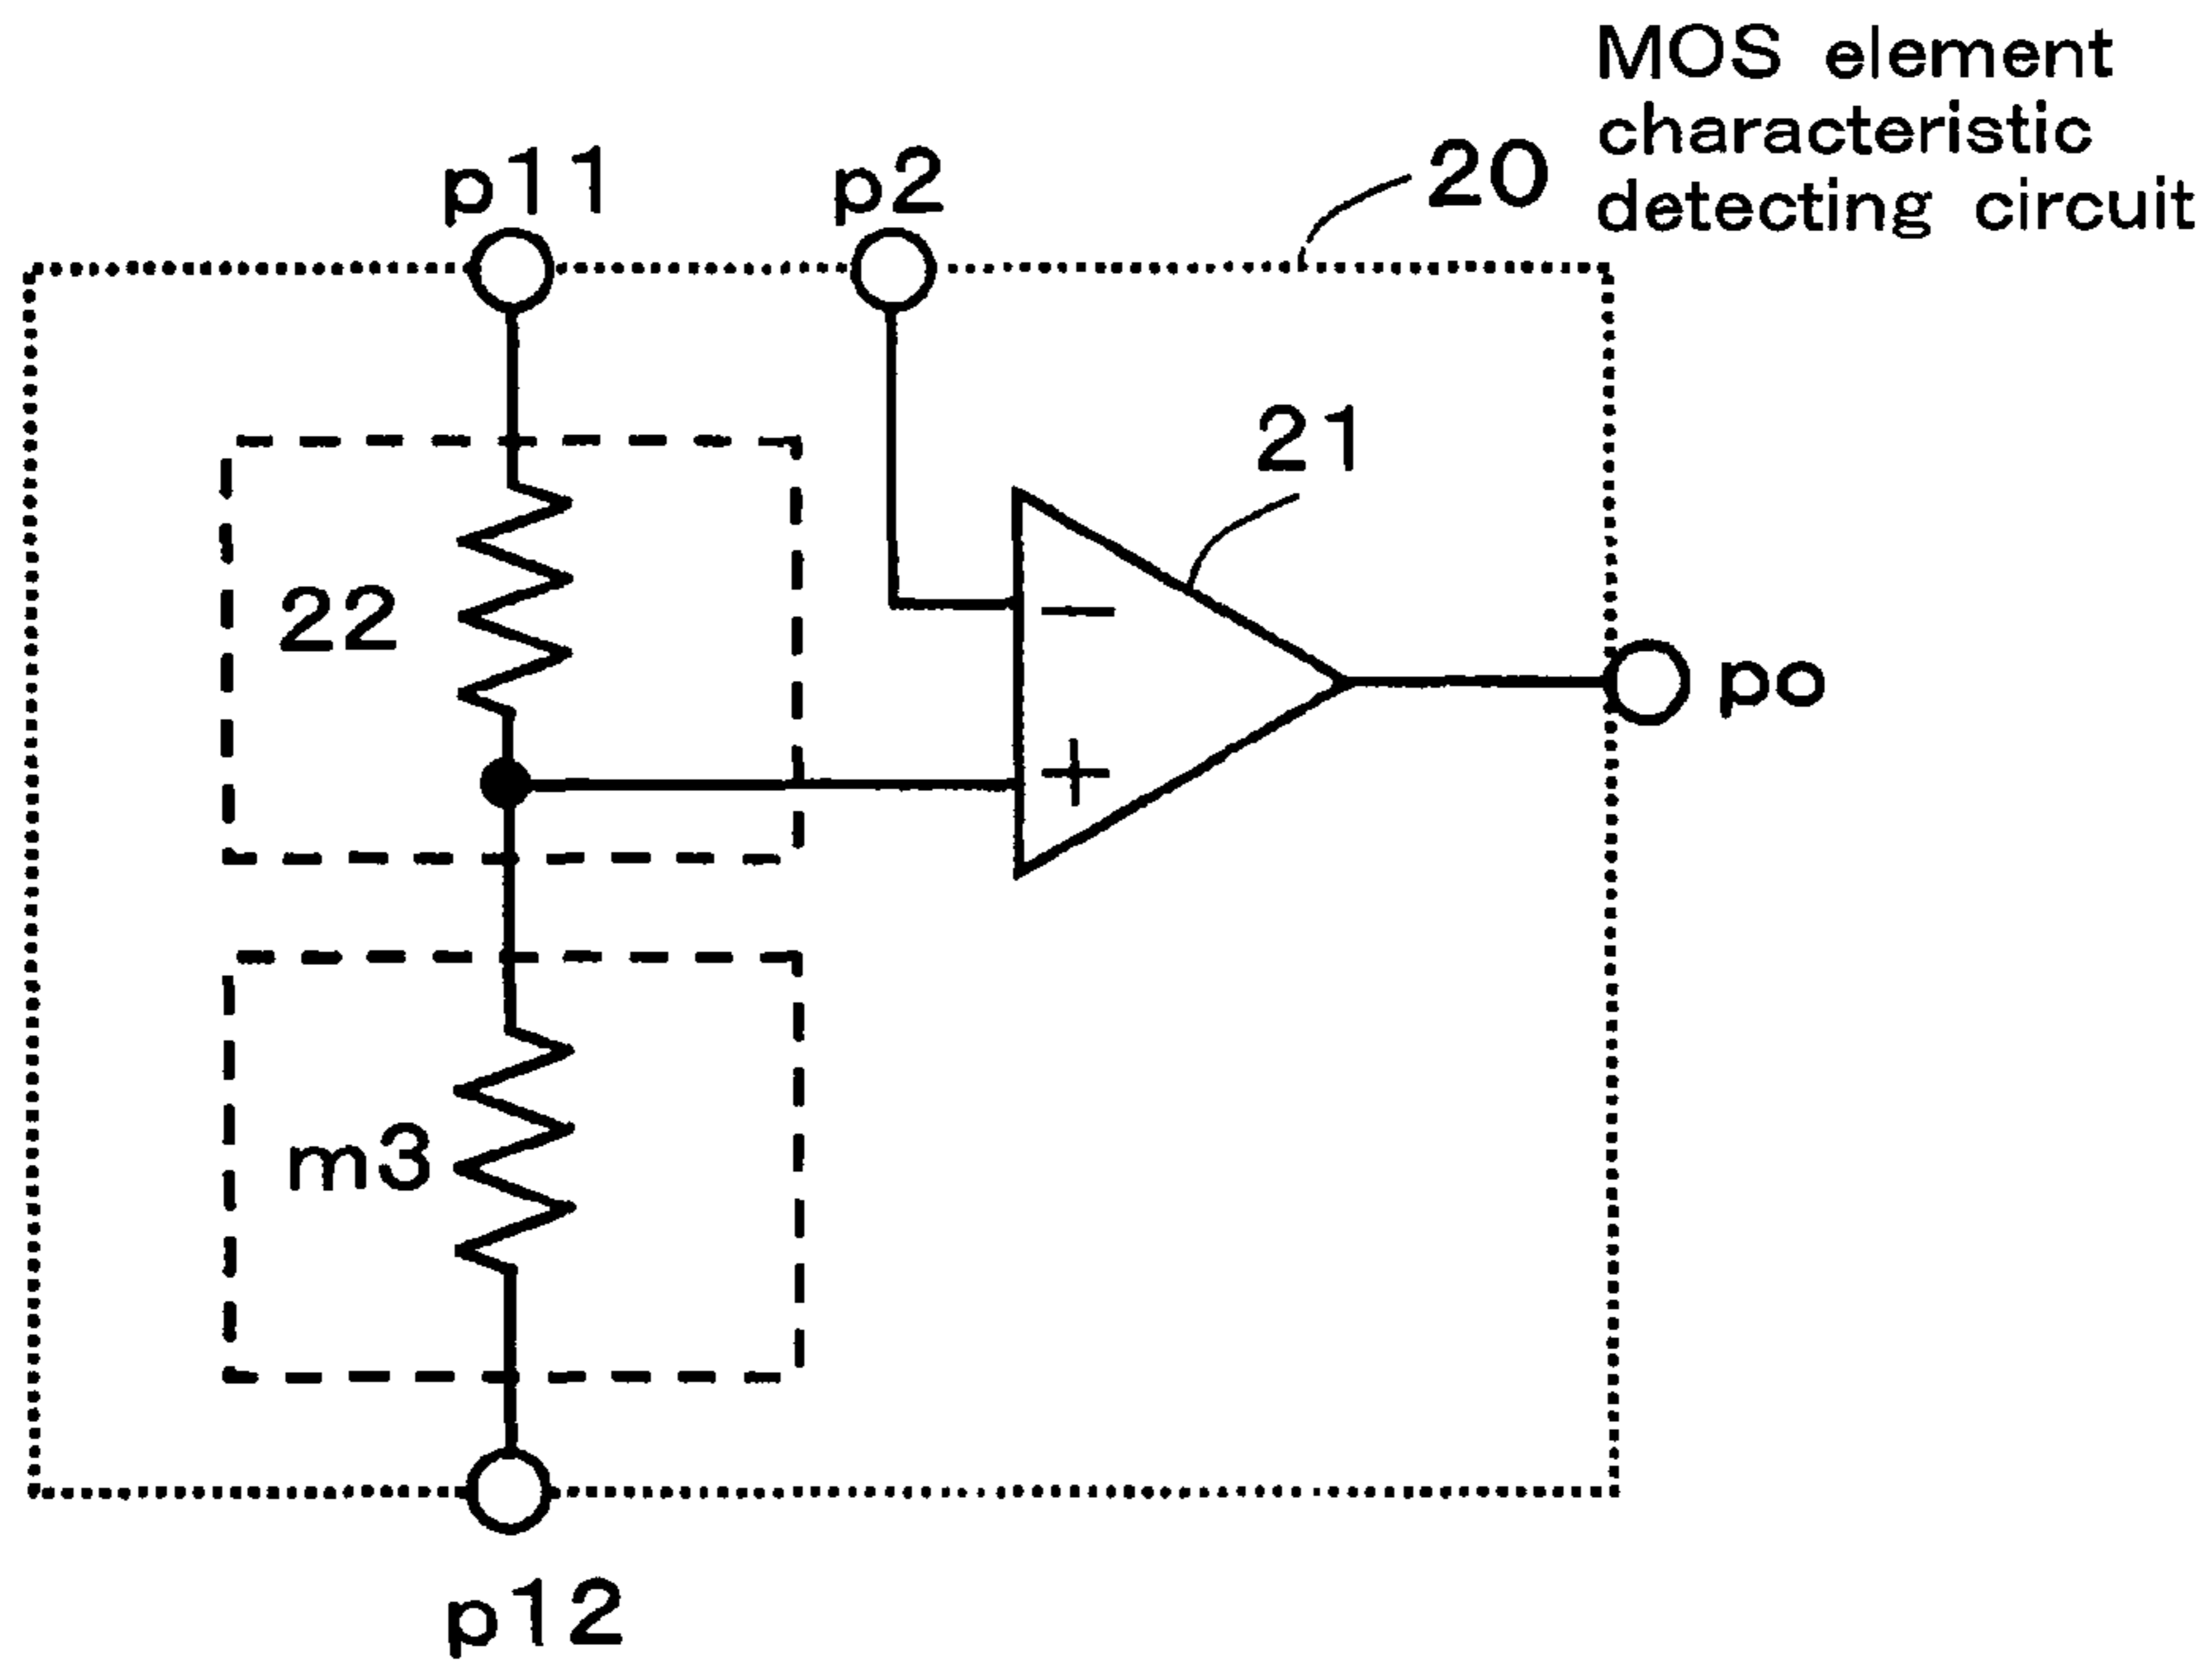 MOS element
characteristic
detecting circuit
20
p11
p2
21
22
−
+
po
m3
p12